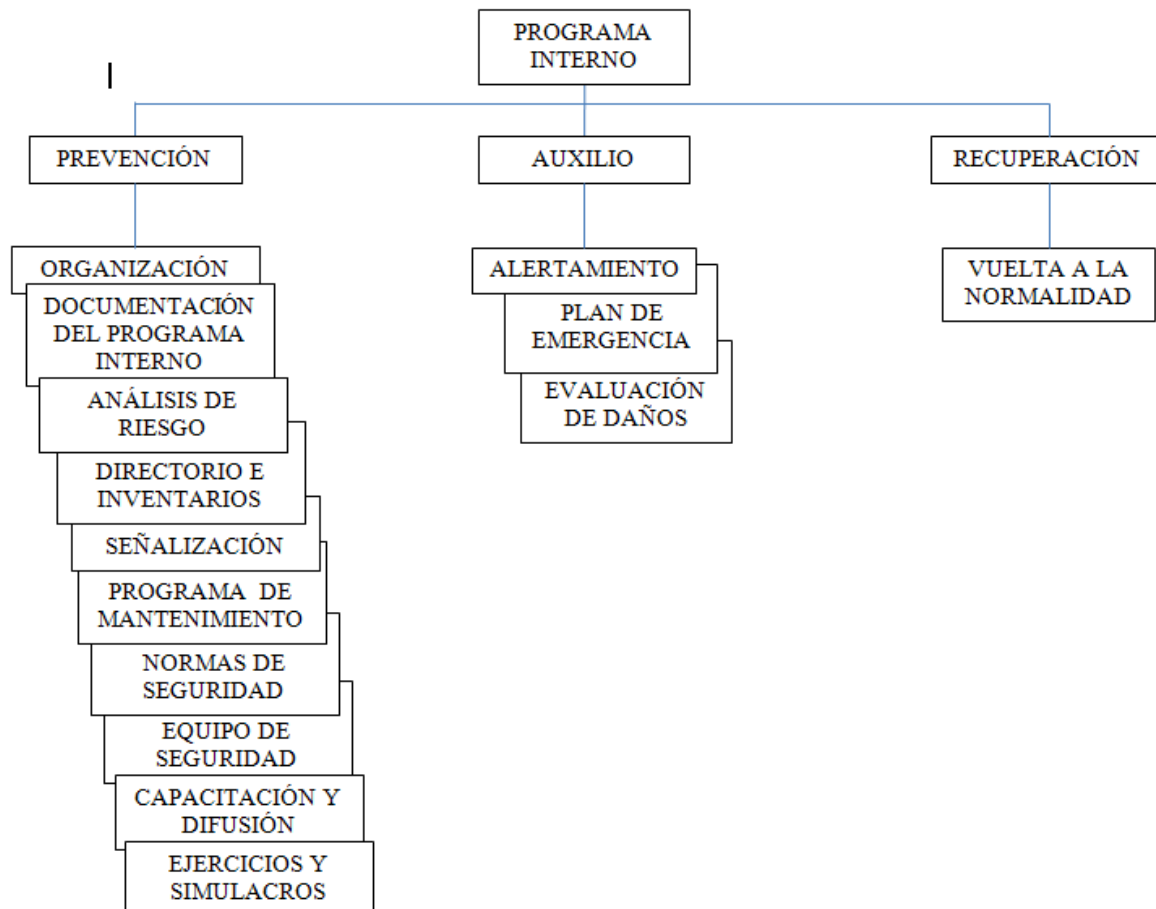 PROGRAMA
INTERNO
PREVENCIÓN
AUXILIO
RECUPERACIÓN
ORGANIZACIÓN
DOCUMENTACIÓN
DEL PROGRAMA
INTERNO
ANÁLISIS DE
RIESGO
DIRECTORIO E
INVENTARIOS
SEÑALIZACIÓN
PROGRAMA DE
MANTENIMIENTO
NORMAS DE
SEGURIDAD
EQUIPO DE
SEGURIDAD
CAPACITACIÓN Y
DIFUSIÓN
EJERCICIOS Y
SIMULACROS
ALERTAMIENTO
PLAN DE
EMERGENCIA
EVALUACIÓN
DE DAÑOS
VUELTA A LA
NORMALIDAD